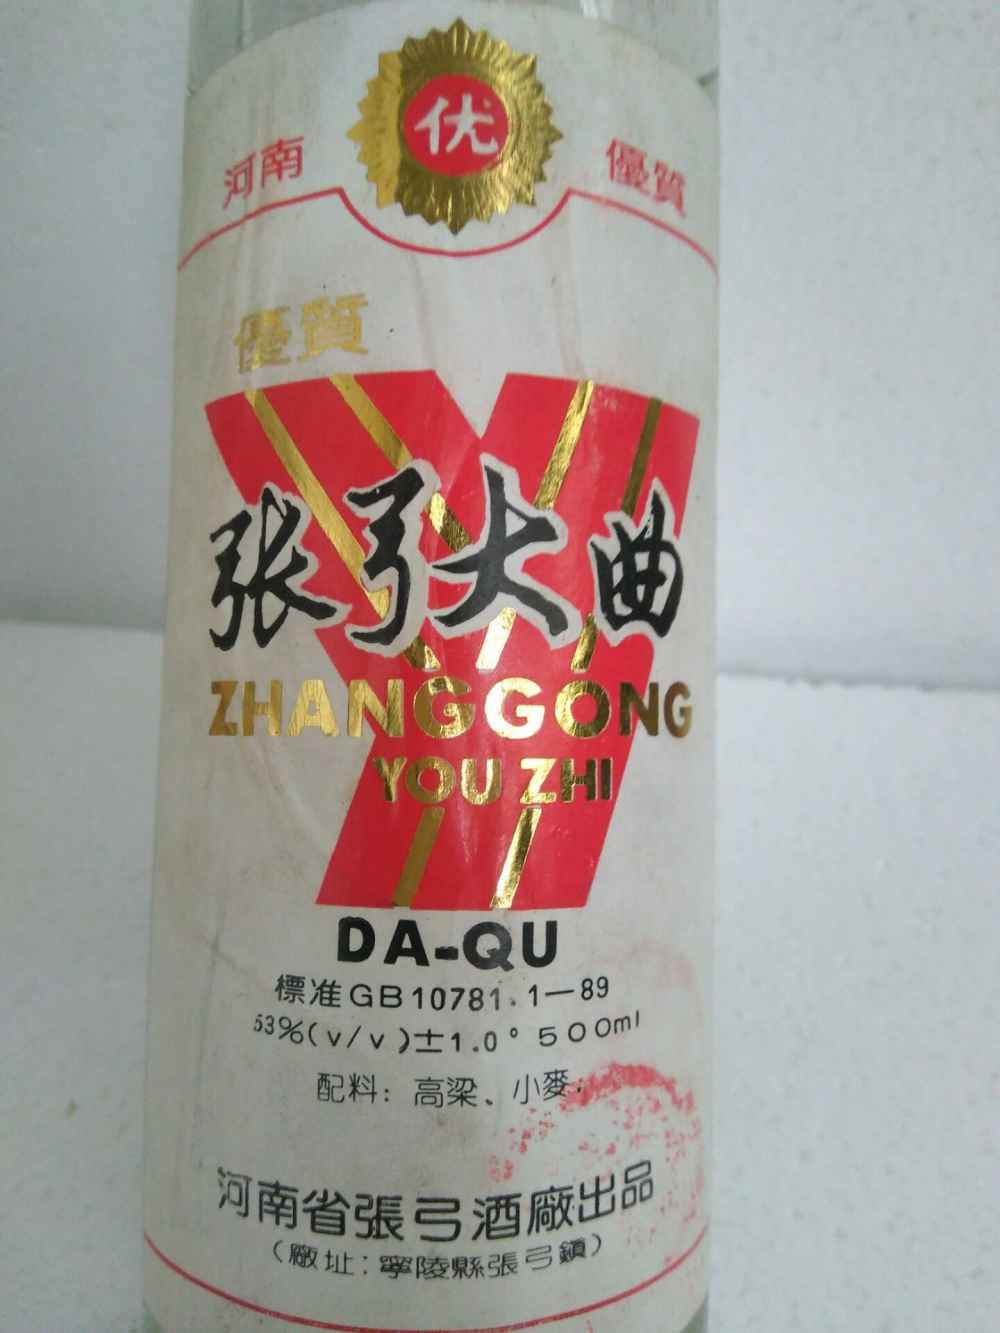 优
河南 優質
優質
张弓大曲
ZHANGGONG
YOU ZHI
DA-QU
標准GB10781.1—89
53%(v/v)±1.0° 500ml
配料：高梁、小麥
河南省張弓酒廠出品
（廠址：寧陵縣張弓鎮）